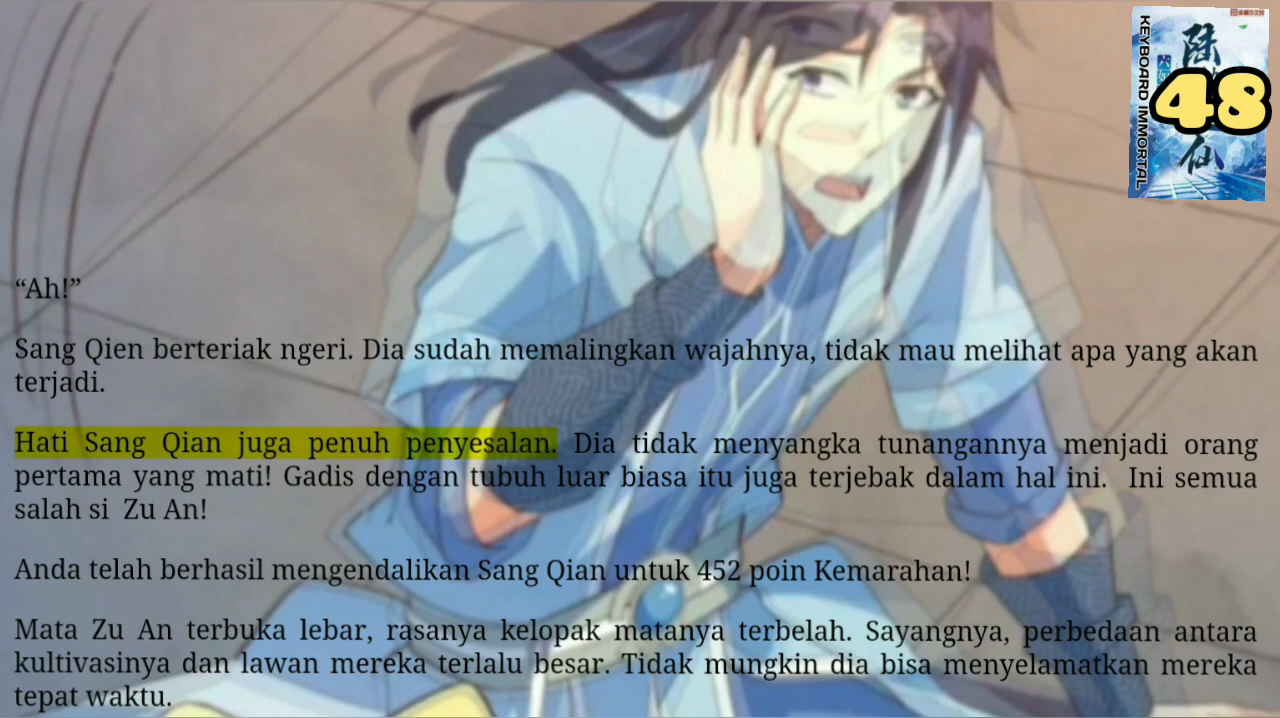 KEYBOARD IMMORTAL
陆
仙
48
“Ah!”
Sang Qien berteriak ngeri. Dia sudah memalingkan wajahnya, tidak mau melihat apa yang akan
terjadi.
Hati Sang Qian juga penuh penyesalan. Dia tidak menyangka tunangannya menjadi orang
pertama yang mati! Gadis dengan tubuh luar biasa itu juga terjebak dalam hal ini. Ini semua
salah si Zu An!
Anda telah berhasil mengendalikan Sang Qian untuk 452 poin Kemarahan!
Mata Zu An terbuka lebar, rasanya kelopak matanya terbelah. Sayangnya, perbedaan antara
kultivasinya dan lawan mereka terlalu besar. Tidak mungkin dia bisa menyelamatkan mereka
tepat waktu.